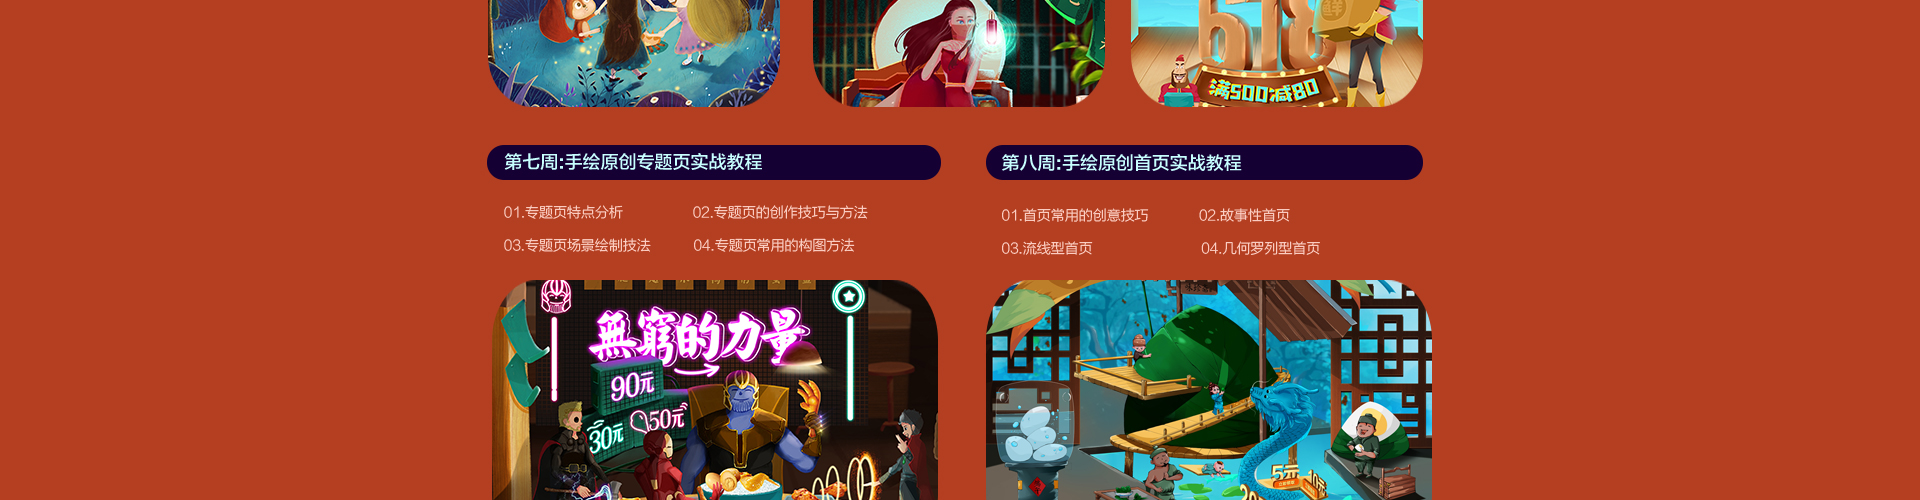 618
满500减80
第七周:手绘原创专题页实战教程
01.专题页特点分析
02.专题页的创作技巧与方法
03.专题页场景绘制技法
04.专题页常用的构图方法
第八周:手绘原创首页实战教程
01.首页常用的创意技巧
02.故事性首页
03.流线型首页
04.几何罗列型首页
無窮的力量
90元
50元
30元
5元